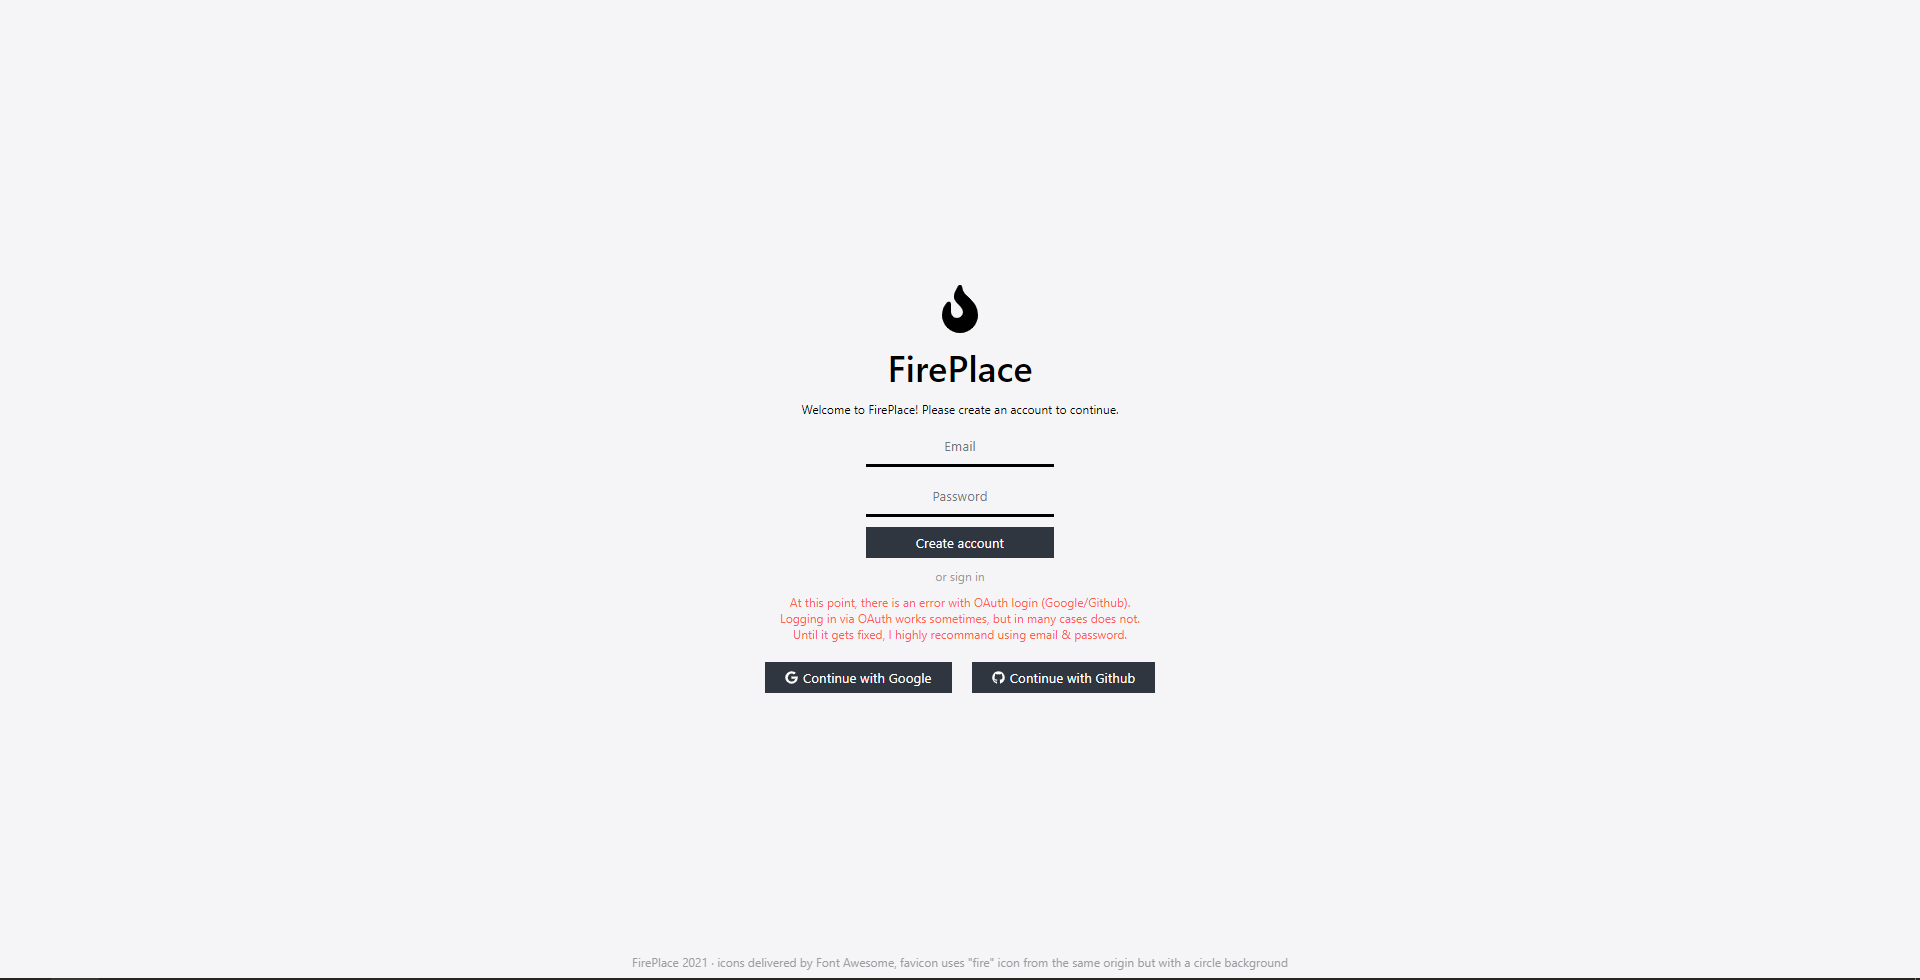 FirePlace
Welcome to FirePlace! Please create an account to continue.
Email
Password
Create account
or sign in
At this point, there is an error with OAuth login (Google/Github).
Logging in via OAuth works sometimes, but in many cases does not.
Until it gets fixed, I highly recommand using email & password.
Continue with Google
Continue with Github
FirePlace 2021 · icons delivered by Font Awesome, favicon uses "fire" icon from the same origin but with a circle background